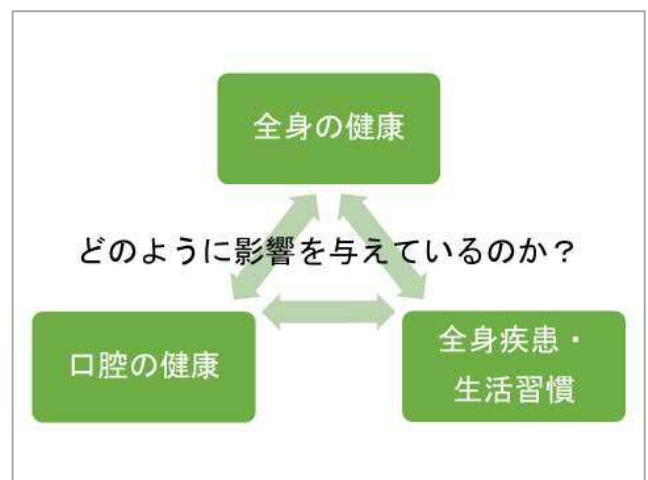 全身の健康
どのように影響を与えているのか？
口腔の健康
全身疾患・
生活習慣